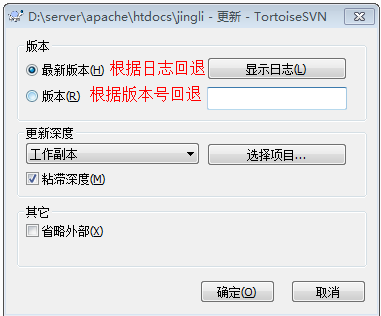 D:\server\apache\htdocs\jingli - 更新 - TortoiseSVN
版本
最新版本(H) 根据日志回退 显示日志(L)
版本(R) 根据版本号回退
更新深度
工作副本 选择项目...
粘滞深度(M)
其它
省略外部(X)
确定(O) 取消